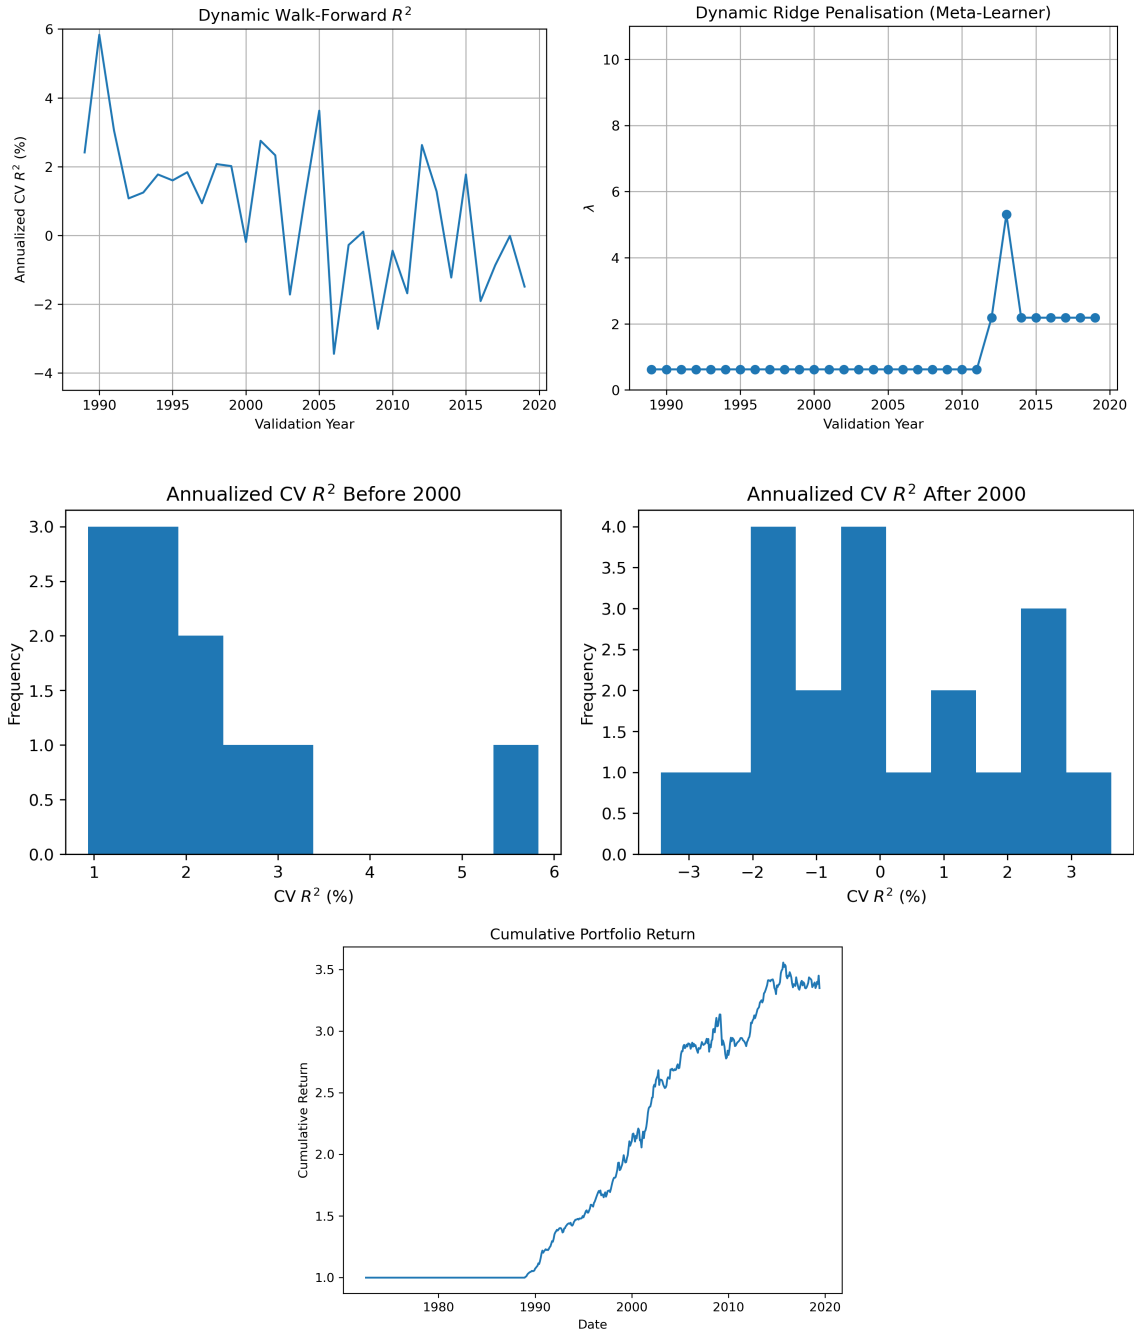 Dynamic Walk-Forward R²
Annualized CV R² (%)
6
4
2
0
−2
−4
1990 1995 2000 2005 2010 2015 2020
Validation Year
Dynamic Ridge Penalisation (Meta-Learner)
λ
10
8
6
4
2
0
1990 1995 2000 2005 2010 2015 2020
Validation Year
Annualized CV R² Before 2000
Frequency
3.0
2.5
2.0
1.5
1.0
0.5
0.0
1 2 3 4 5 6
CV R² (%)
Annualized CV R² After 2000
Frequency
4.0
3.5
3.0
2.5
2.0
1.5
1.0
0.5
0.0
−3 −2 −1 0 1 2 3
CV R² (%)
Cumulative Portfolio Return
Cumulative Return
3.5
3.0
2.5
2.0
1.5
1.0
1980 1990 2000 2010 2020
Date